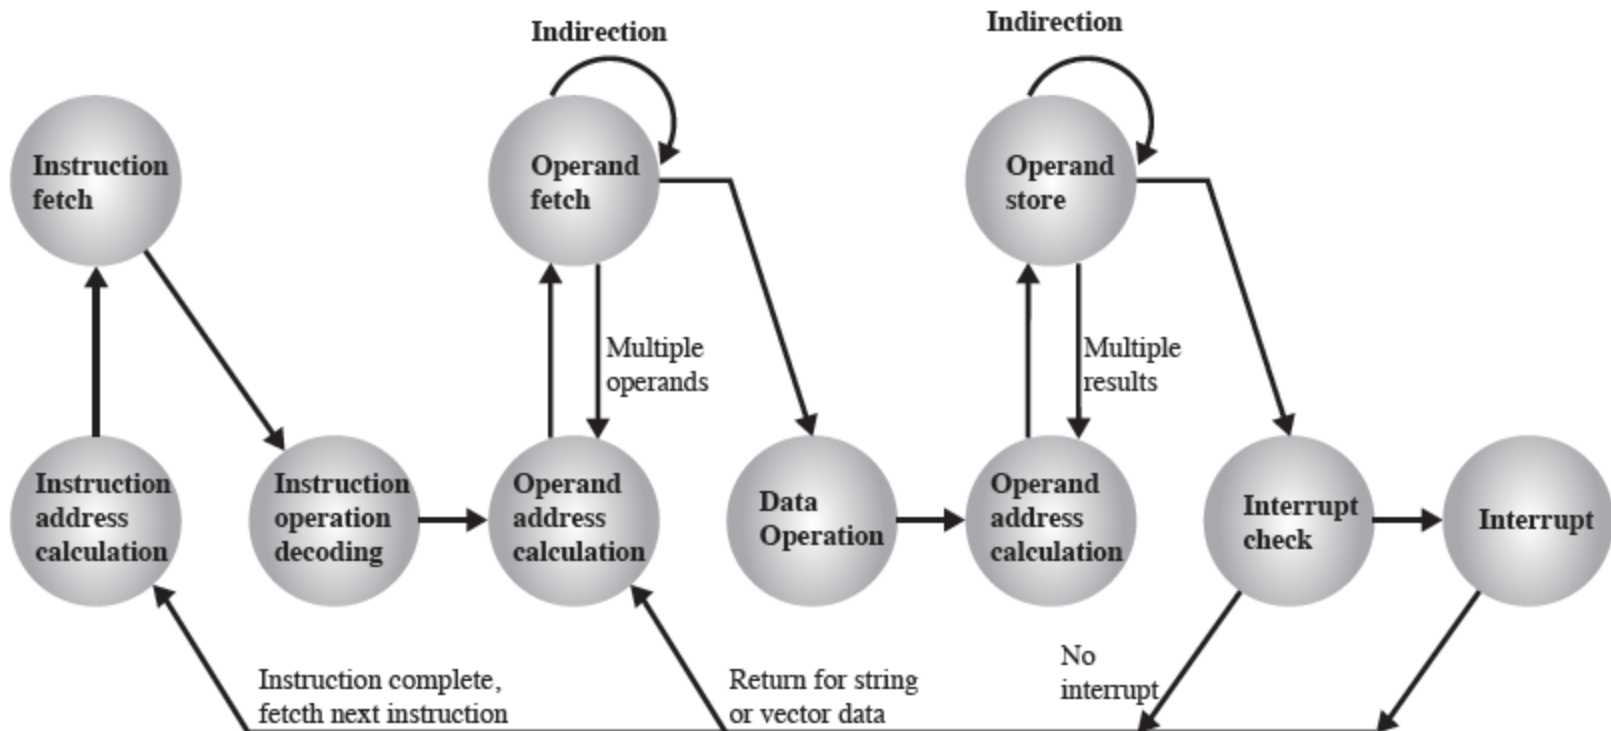 Indirection
Indirection
Instruction
fetch
Operand
fetch
Operand
store
Multiple
operands
Multiple
results
Instruction
address
calculation
Instruction
operation
decoding
Operand
address
calculation
Data
Operation
Operand
address
calculation
Interrupt
check
Interrupt
Instruction complete,
fetcth next instruction
Return for string
or vector data
No
interrupt